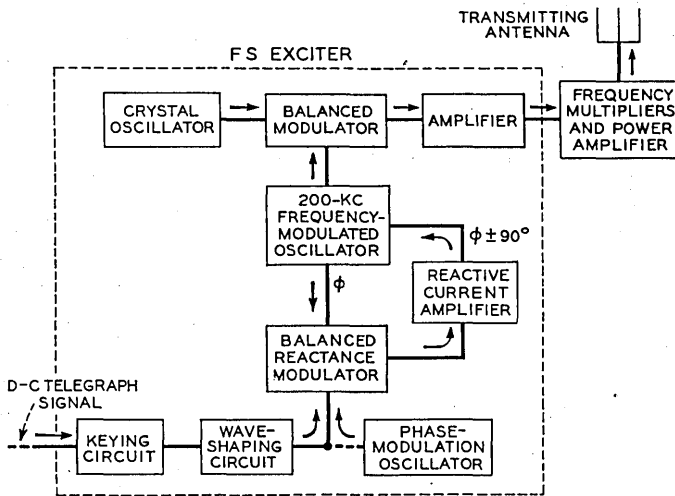 TRANSMITTING
ANTENNA
FS EXCITER
CRYSTAL
OSCILLATOR
BALANCED
MODULATOR
AMPLIFIER
FREQUENCY
MULTIPLIERS
AND POWER
AMPLIFIER
200-KC
FREQUENCY-
MODULATED
OSCILLATOR
ϕ±90°
ϕ
REACTIVE
CURRENT
AMPLIFIER
BALANCED
REACTANCE
MODULATOR
D-C TELEGRAPH
SIGNAL
KEYING
CIRCUIT
WAVE-
SHAPING
CIRCUIT
PHASE-
MODULATION
OSCILLATOR